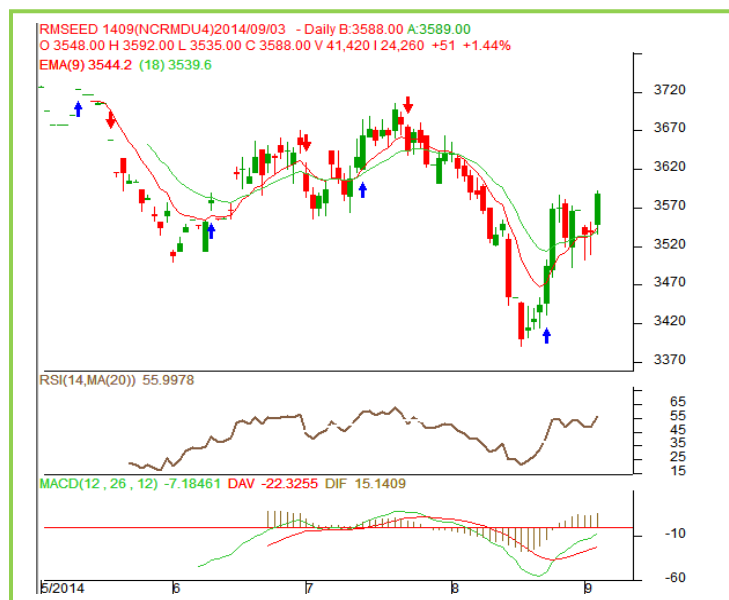 RMSEED 1409(NCRMDU4)2014/09/03 - Daily B:3588.00 A:3589.00
O 3548.00 H 3592.00 L 3535.00 C 3588.00 V 41,420 I 24,260 +51 +1.44%
EMA(9) 3544.2 (18) 3539.6
3720
3670
3620
3570
3520
3470
3420
3370
RSI(14,MA(20)) 55.9978
65
55
45
35
25
15
MACD(12 , 26 , 12) -7.18461 DAV -22.3255 DIF 15.1409
-10
-60
5/2014 6 7 8 9